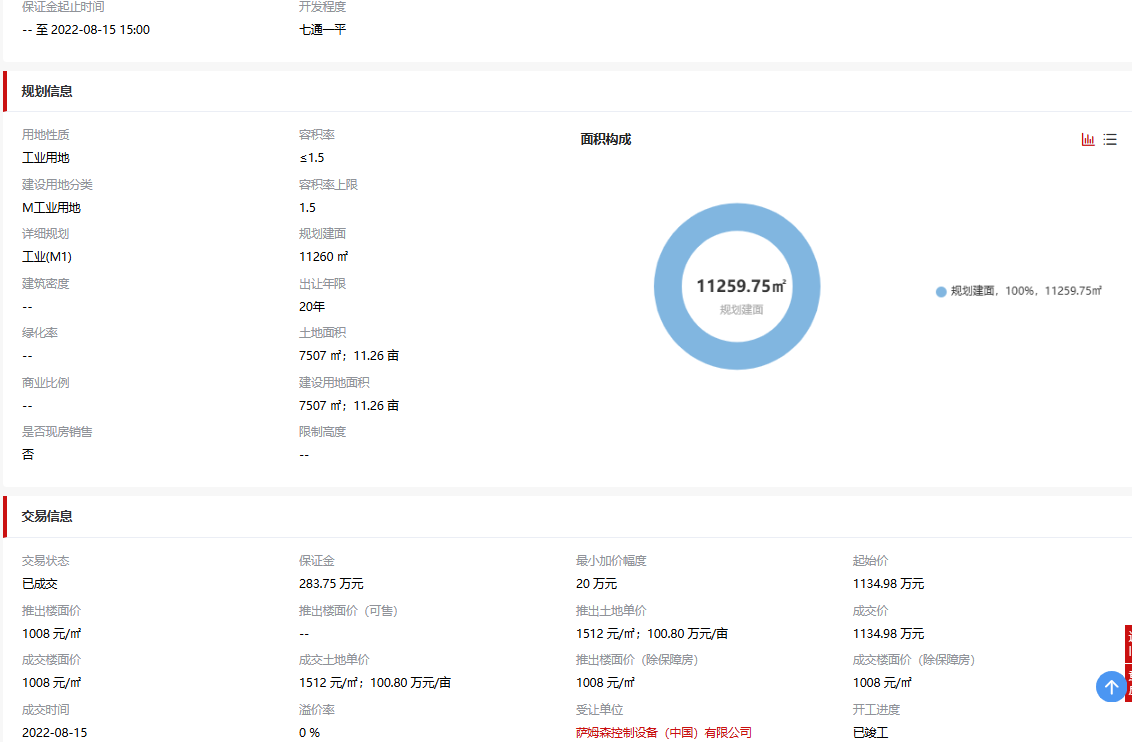 保证金起止时间 开发程度
-- 至 2022-08-15 15:00 七通一平
规划信息
用地性质 容积率 面积构成
工业用地 ≤1.5
建设用地分类 容积率上限
M工业用地 1.5
详细规划 规划建面
工业(M1) 11260 ㎡
建筑密度 出让年限
-- 20年
绿化率 土地面积
-- 7507 ㎡；11.26 亩
商业比例 建设用地面积
-- 7507 ㎡；11.26 亩
是否现房销售 限制高度
否 --
11259.75㎡
规划建面
规划建面，100%，11259.75㎡
交易信息
交易状态 保证金 最小加价幅度 起始价
已成交 283.75 万元 20 万元 1134.98 万元
推出楼面价 推出楼面价（可售） 推出土地单价 成交价
1008 元/㎡ -- 1512 元/㎡；100.80 万元/亩 1134.98 万元
成交楼面价 成交土地单价 推出楼面价（除保障房） 成交楼面价（除保障房）
1008 元/㎡ 1512 元/㎡；100.80 万元/亩 1008 元/㎡ 1008 元/㎡
成交时间 溢价率 受让单位 开工进度
2022-08-15 0 % 萨姆森控制设备（中国）有限公司 已竣工